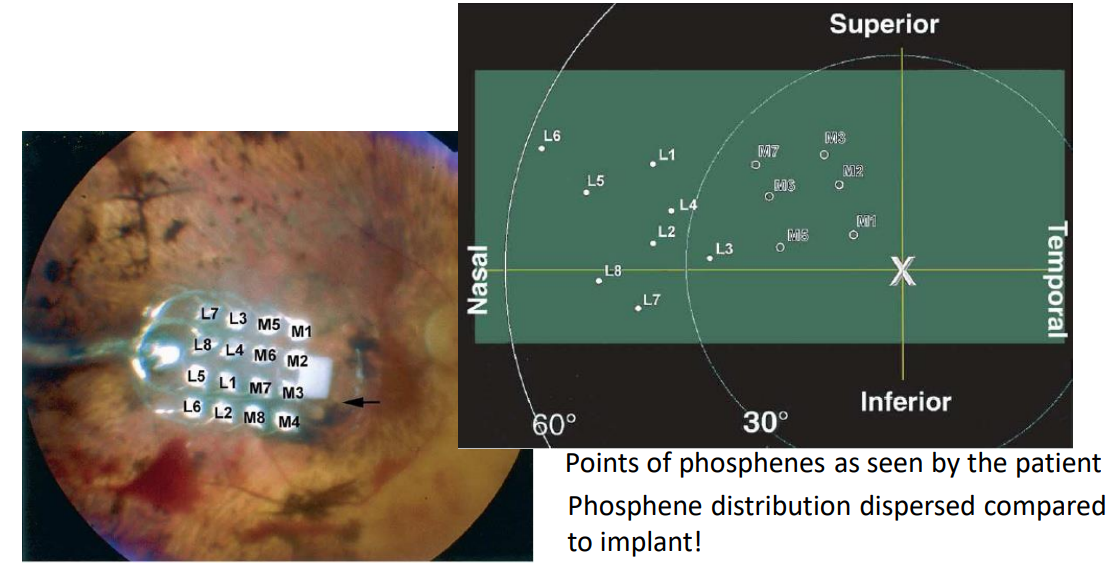 Superior
L6
L1
M7
M8
L5
M6
M2
L4
L2
M5
M1
L3
L8
X
L7
Nasal
Temporal
Inferior
60°
30°
L7 L3 M5 M1
L8 L4 M6 M2
L5 L1 M7 M3
L6 L2 M8 M4
Points of phosphenes as seen by the patient
Phosphene distribution dispersed compared
to implant!